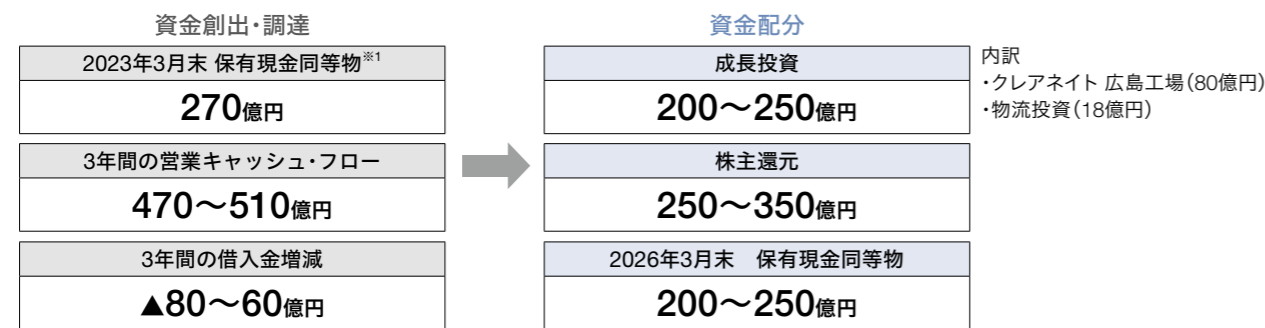 資金創出・調達
2023年3月末 保有現金同等物※1
270億円
3年間の営業キャッシュ・フロー
470〜510億円
3年間の借入金増減
▲80〜60億円
資金配分
成長投資
200〜250億円
株主還元
250〜350億円
2026年3月末　保有現金同等物
200〜250億円
内訳
・クレアネイト 広島工場（80億円）
・物流投資（18億円）